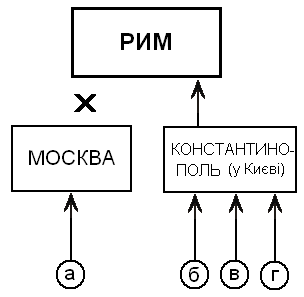 РИМ
×
МОСКВА
КОНСТАНТИНО-
ПОЛЬ (у Києві)
а б в г